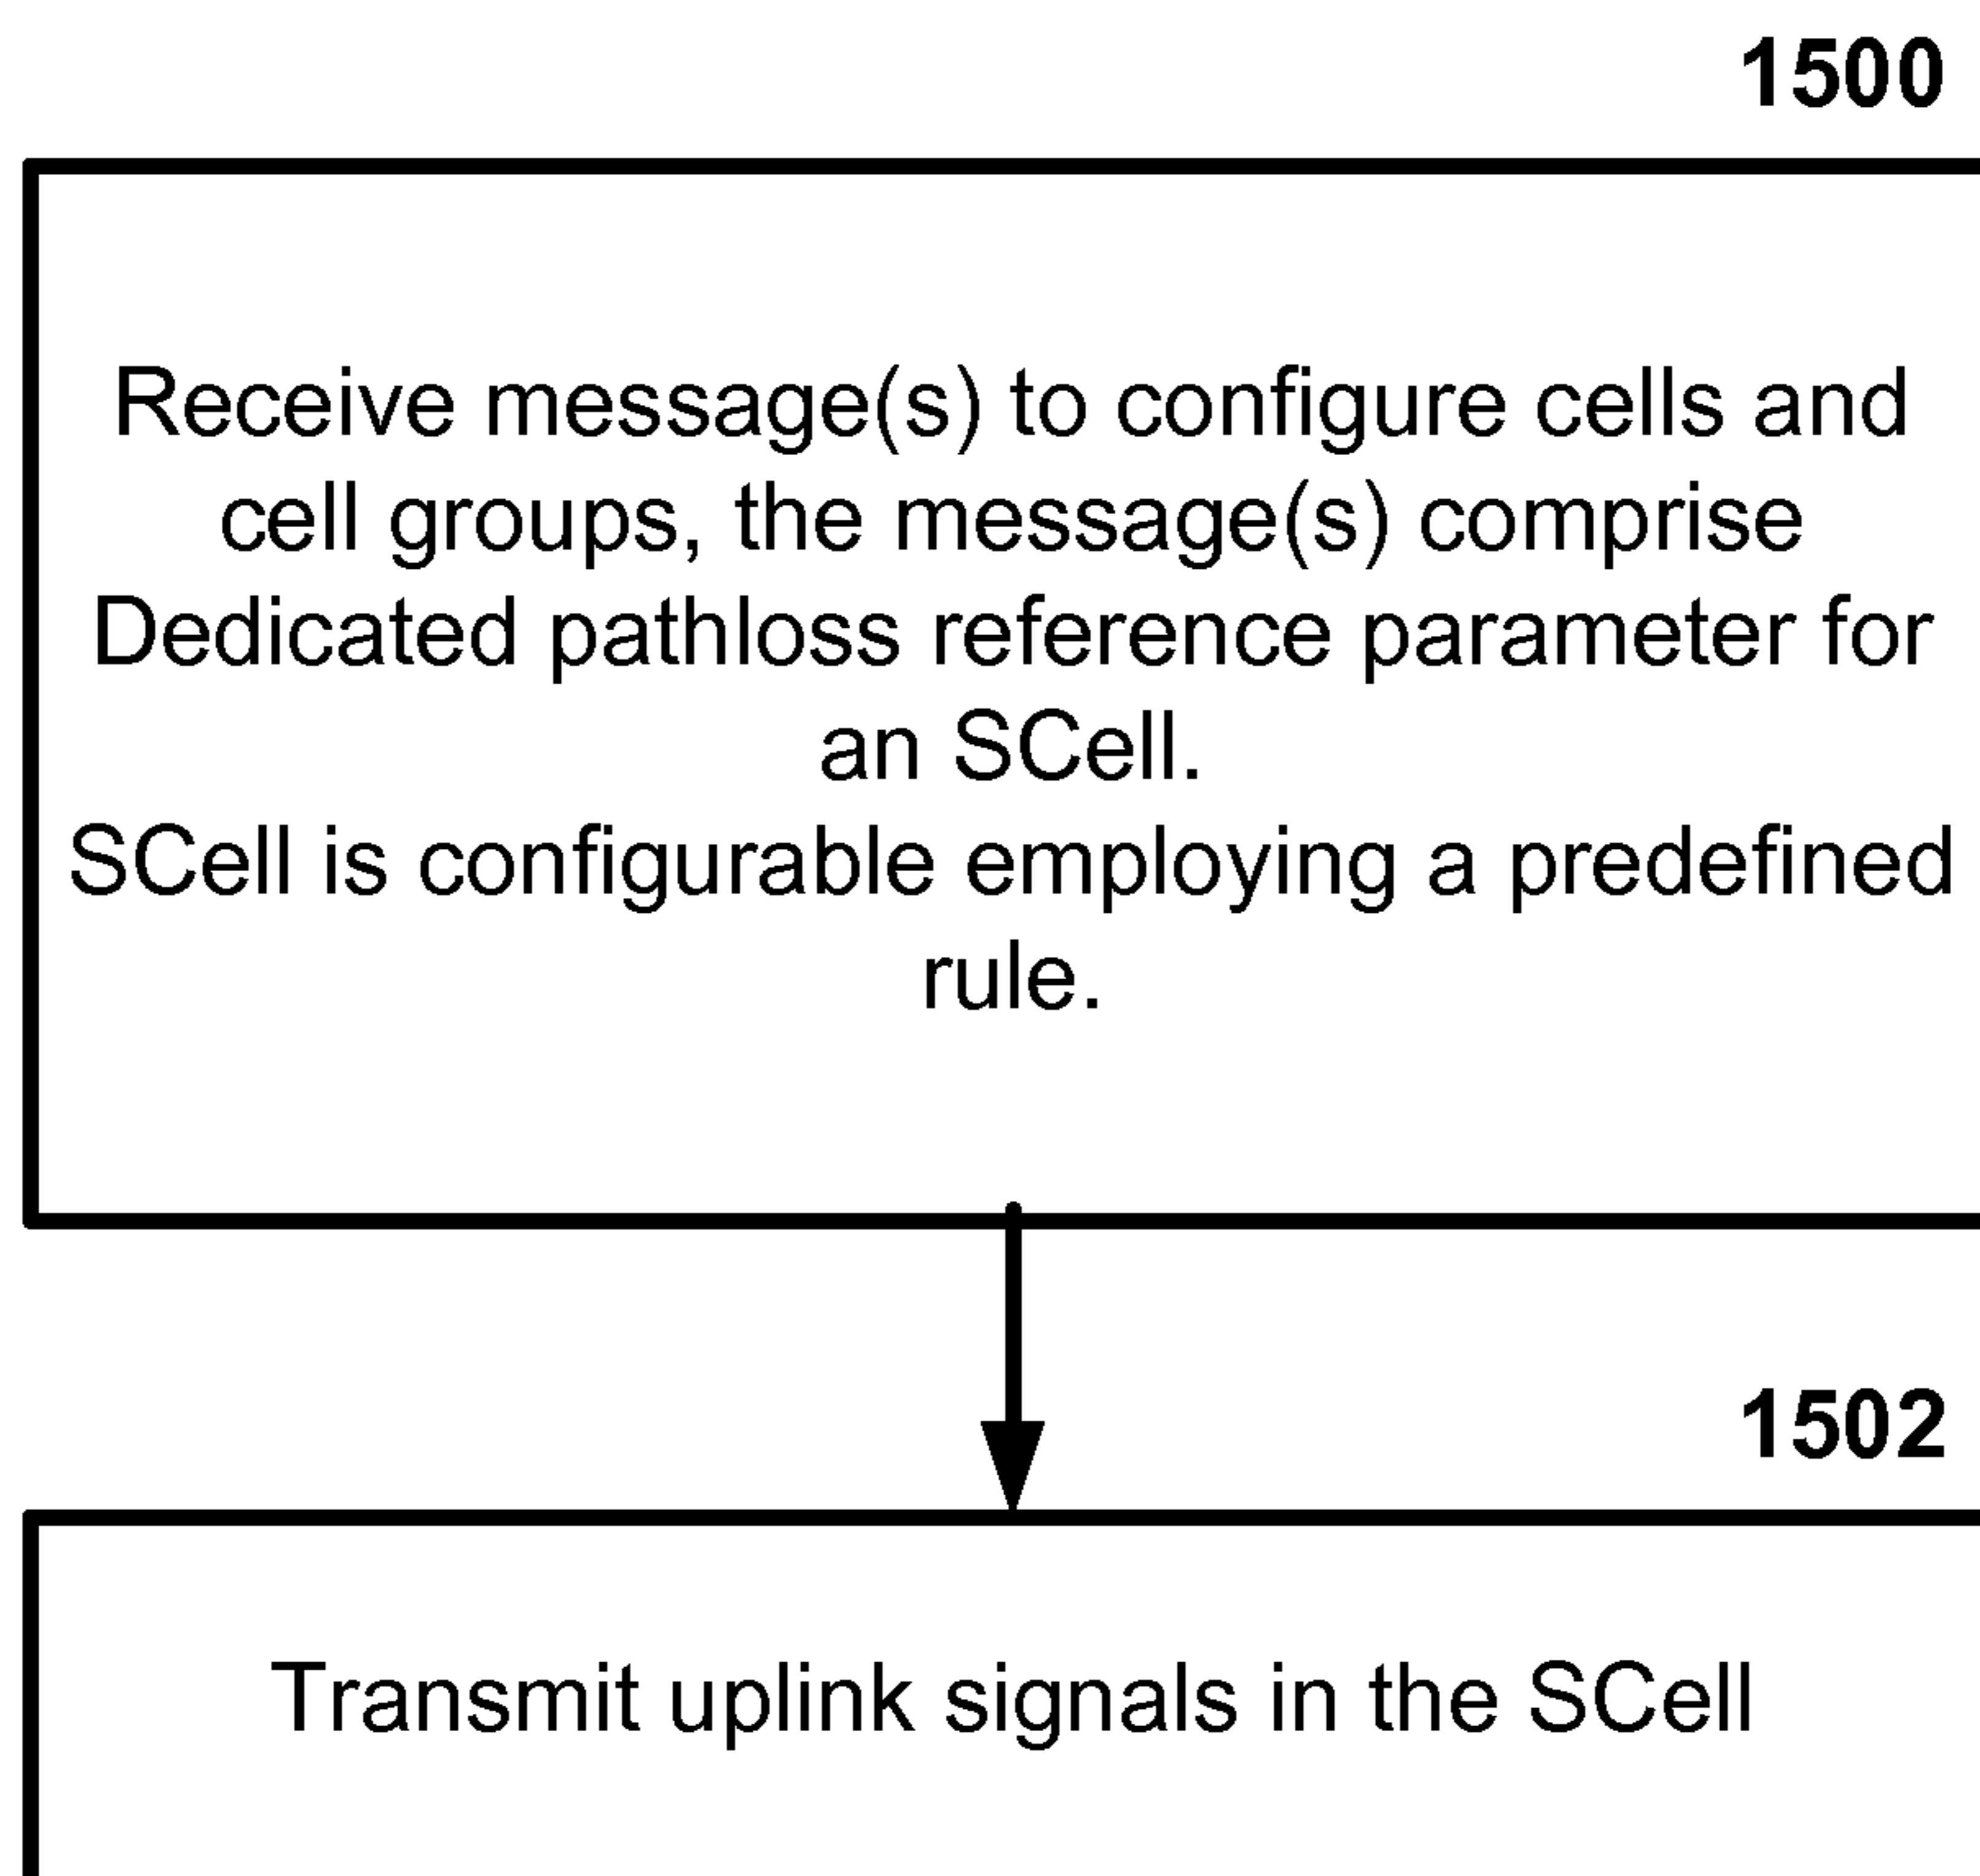 1500
Receive message(s) to configure cells and
cell groups, the message(s) comprise
Dedicated pathloss reference parameter for
an SCell.
SCell is configurable employing a predefined
rule.
1502
Transmit uplink signals in the SCell